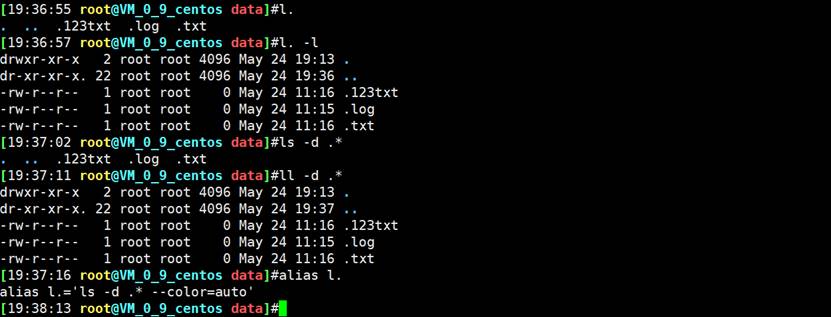 [19:36:55 root@VM_0_9_centos data]#l.
.  ..  .123txt  .log  .txt
[19:36:57 root@VM_0_9_centos data]#l. -l
drwxr-xr-x   2 root root 4096 May 24 19:13 .
dr-xr-xr-x. 22 root root 4096 May 24 19:36 ..
-rw-r--r--   1 root root    0 May 24 11:16 .123txt
-rw-r--r--   1 root root    0 May 24 11:15 .log
-rw-r--r--   1 root root    0 May 24 11:16 .txt
[19:37:02 root@VM_0_9_centos data]#ls -d .*
.  ..  .123txt  .log  .txt
[19:37:11 root@VM_0_9_centos data]#ll -d .*
drwxr-xr-x   2 root root 4096 May 24 19:13 .
dr-xr-xr-x. 22 root root 4096 May 24 19:37 ..
-rw-r--r--   1 root root    0 May 24 11:16 .123txt
-rw-r--r--   1 root root    0 May 24 11:15 .log
-rw-r--r--   1 root root    0 May 24 11:16 .txt
[19:37:16 root@VM_0_9_centos data]#alias l.
alias l.='ls -d .* --color=auto'
[19:38:13 root@VM_0_9_centos data]#